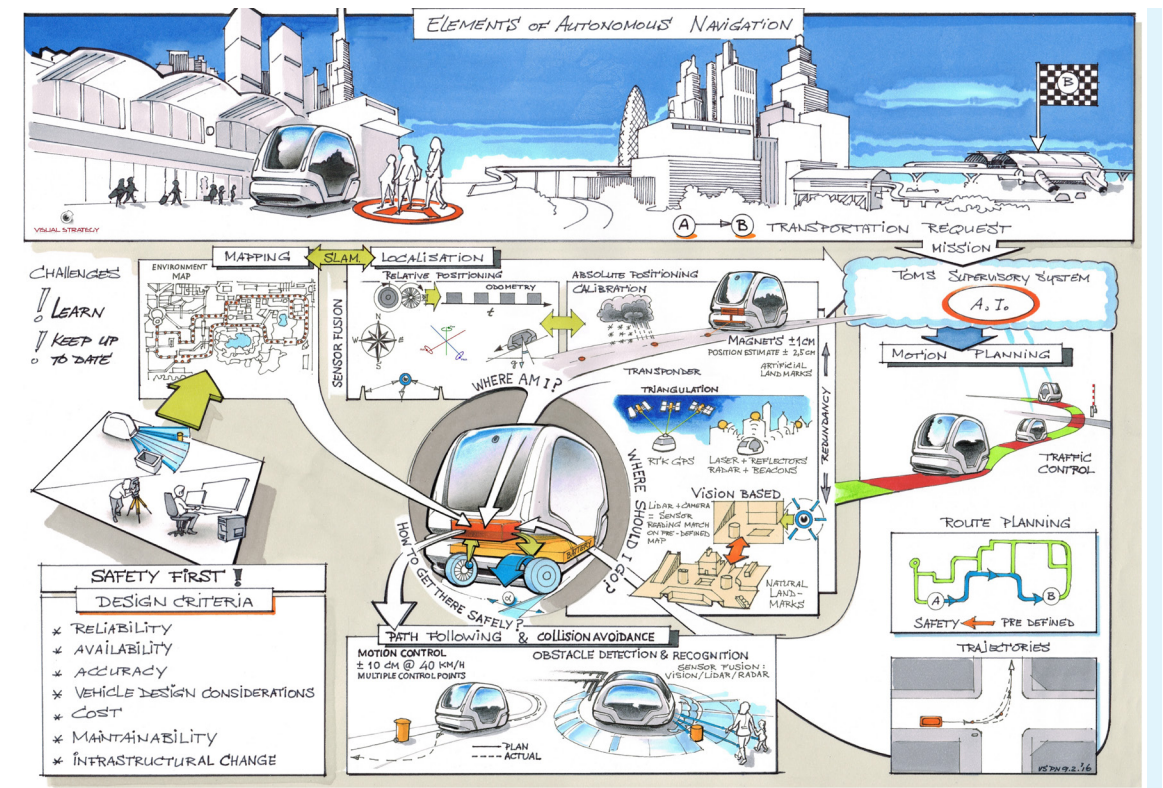 ELEMENTS OF AUTONOMOUS NAVIGATION
B
VISUAL STRATEGY
A → B TRANSPORTATION REQUEST
MISSION
CHALLENGES
! LEARN
! KEEP UP
TO DATE
MAPPING
SLAM.
LOCALISATION
ENVIRONMENT
MAP
SENSOR FUSION
RELATIVE POSITIONING
ODOMETRY
t
N
W
E
S
g
ABSOLUTE POSITIONING
CALIBRATION
MAGNETS ±1CM
POSITION ESTIMATE ± 2,5CM
ARTIFICIAL
LANDMARKS
TRANSPONDER
TRIANGULATION
RTK GPS
LASER + REFLECTORS
RADAR + BEACONS
REDUNDANCY
VISION BASED
LIDAR + CAMERA
= SENSOR
READING MATCH
ON PRE-DEFINED
MAP
NATURAL
LAND-
MARKS
TOMS SUPERVISORY SYSTEM
A.I.
MOTION PLANNING
TRAFFIC
CONTROL
ROUTE PLANNING
A
B
SAFETY ← PRE DEFINED
TRAJECTORIES
VSPN9.2.'16
WHERE AM I?
WHERE SHOULD I GO?
HOW TO GET THERE SAFELY?
BATTERY
α
SAFETY FIRST !
DESIGN CRITERIA
* RELIABILITY
* AVAILABILITY
* ACCURACY
* VEHICLE DESIGN CONSIDERATIONS
* COST
* MAINTAINABILITY
* INFRASTRUCTURAL CHANGE
PATH FOLLOWING & COLLISION AVOIDANCE
MOTION CONTROL
± 10 CM @ 40 KM/H
MULTIPLE CONTROL POINTS
PLAN
ACTUAL
OBSTACLE DETECTION & RECOGNITION
SENSOR FUSION:
VISION/LIDAR/RADAR